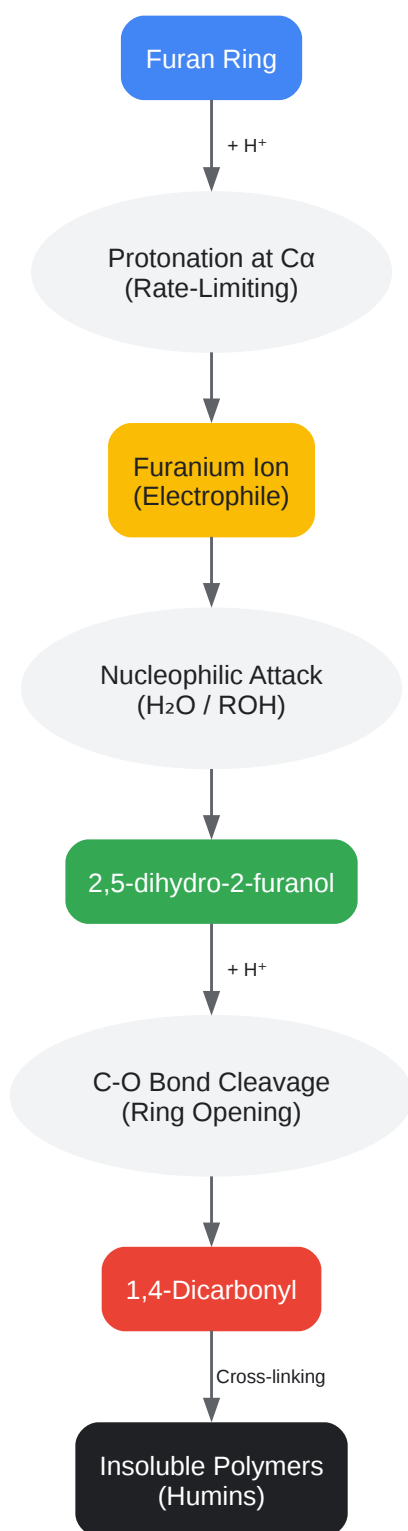 Furan Ring
+ H⁺
Protonation at Cα
(Rate-Limiting)
Furanium Ion
(Electrophile)
Nucleophilic Attack
(H₂O / ROH)
2,5-dihydro-2-furanol
+ H⁺
C-O Bond Cleavage
(Ring Opening)
1,4-Dicarbonyl
Cross-linking
Insoluble Polymers
(Humins)